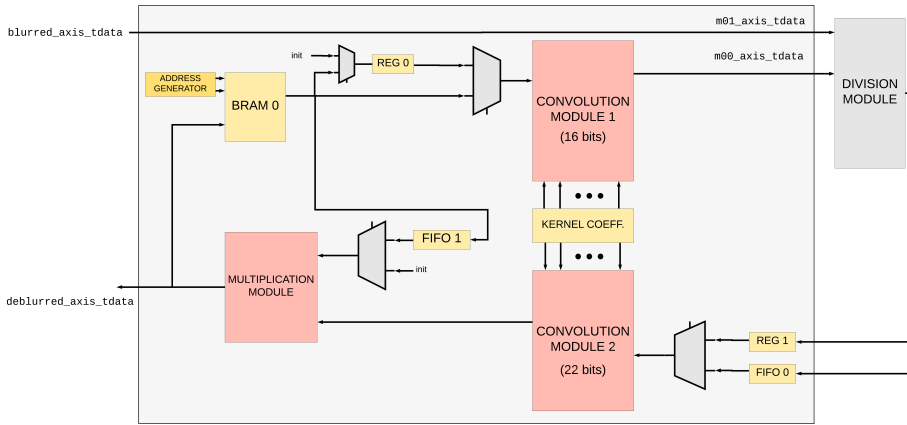 m01_axis_tdata
blurred_axis_tdata
init
REG 0
m00_axis_tdata
ADDRESS
GENERATOR
BRAM 0
CONVOLUTION
MODULE 1
(16 bits)
DIVISION
MODULE
KERNEL COEFF.
FIFO 1
init
MULTIPLICATION
MODULE
deblurred_axis_tdata
CONVOLUTION
MODULE 2
(22 bits)
REG 1
FIFO 0